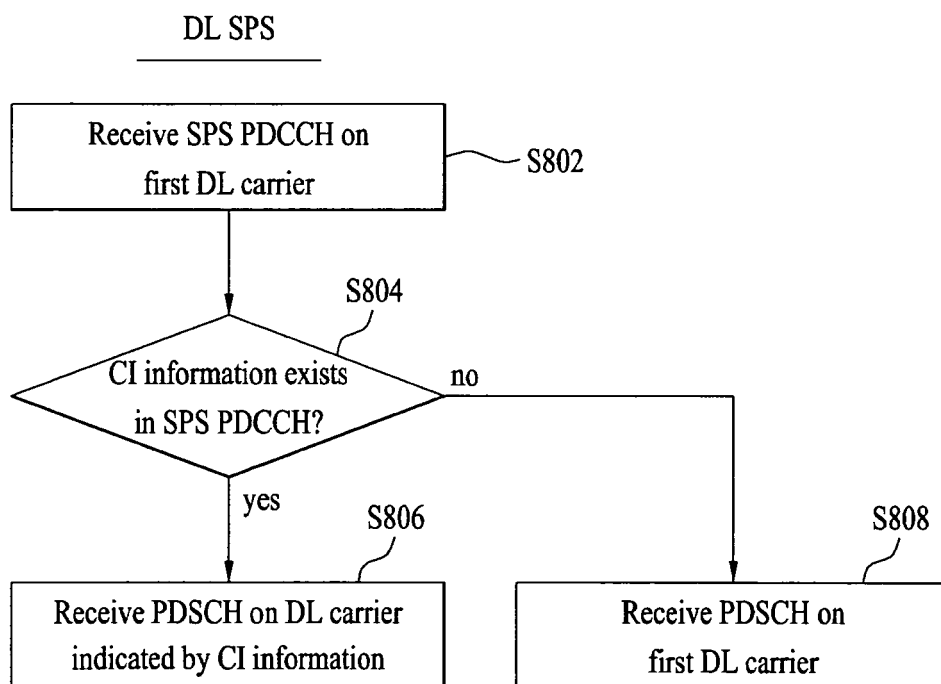 DL SPS
Receive SPS PDCCH on
first DL carrier
S802
S804
CI information exists
in SPS PDCCH?
no
yes
S806
Receive PDSCH on DL carrier
indicated by CI information
S808
Receive PDSCH on
first DL carrier